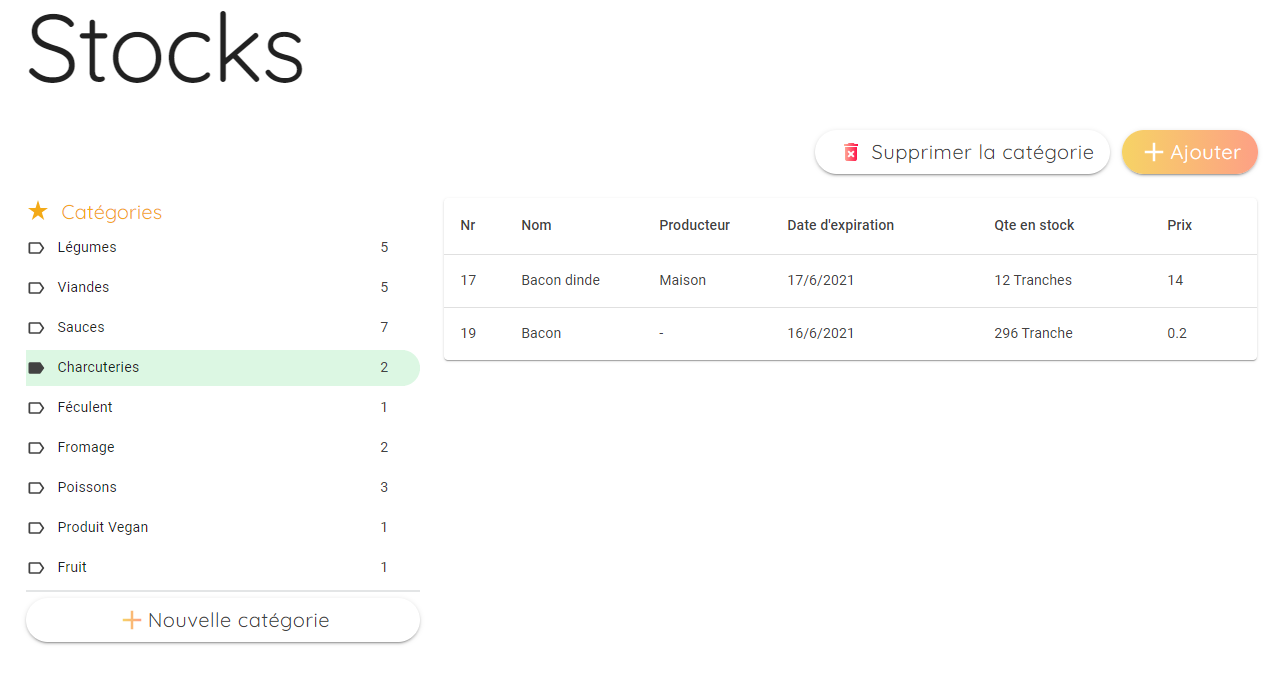 Stocks
Supprimer la catégorie
Ajouter
Catégories
Légumes 5
Viandes 5
Sauces 7
Charcuteries 2
Féculent 1
Fromage 2
Poissons 3
Produit Vegan 1
Fruit 1
Nouvelle catégorie
Nr Nom Producteur Date d'expiration Qte en stock Prix
17 Bacon dinde Maison 17/6/2021 12 Tranches 14
19 Bacon - 16/6/2021 296 Tranche 0.2